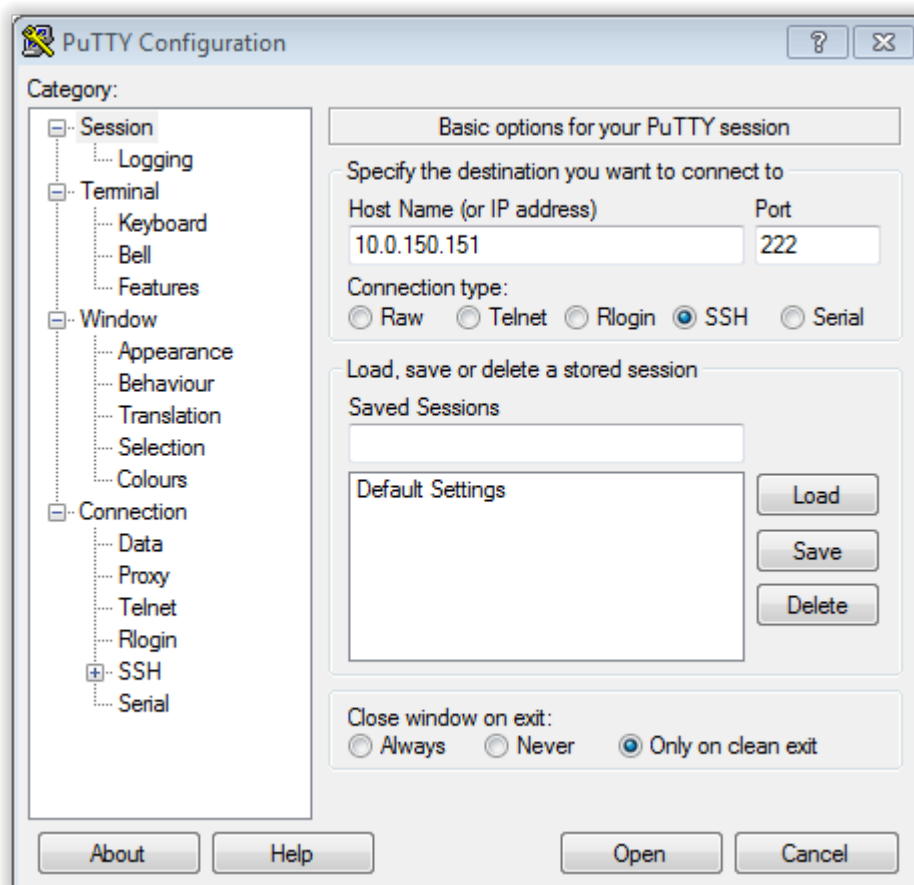 PuTTY Configuration
Category:
Session
Logging
Terminal
Keyboard
Bell
Features
Window
Appearance
Behaviour
Translation
Selection
Colours
Connection
Data
Proxy
Telnet
Rlogin
SSH
Serial
Basic options for your PuTTY session
Specify the destination you want to connect to
Host Name (or IP address) Port
10.0.150.151 222
Connection type:
Raw Telnet Rlogin SSH Serial
Load, save or delete a stored session
Saved Sessions
Default Settings
Load
Save
Delete
Close window on exit:
Always Never Only on clean exit
About Help Open Cancel